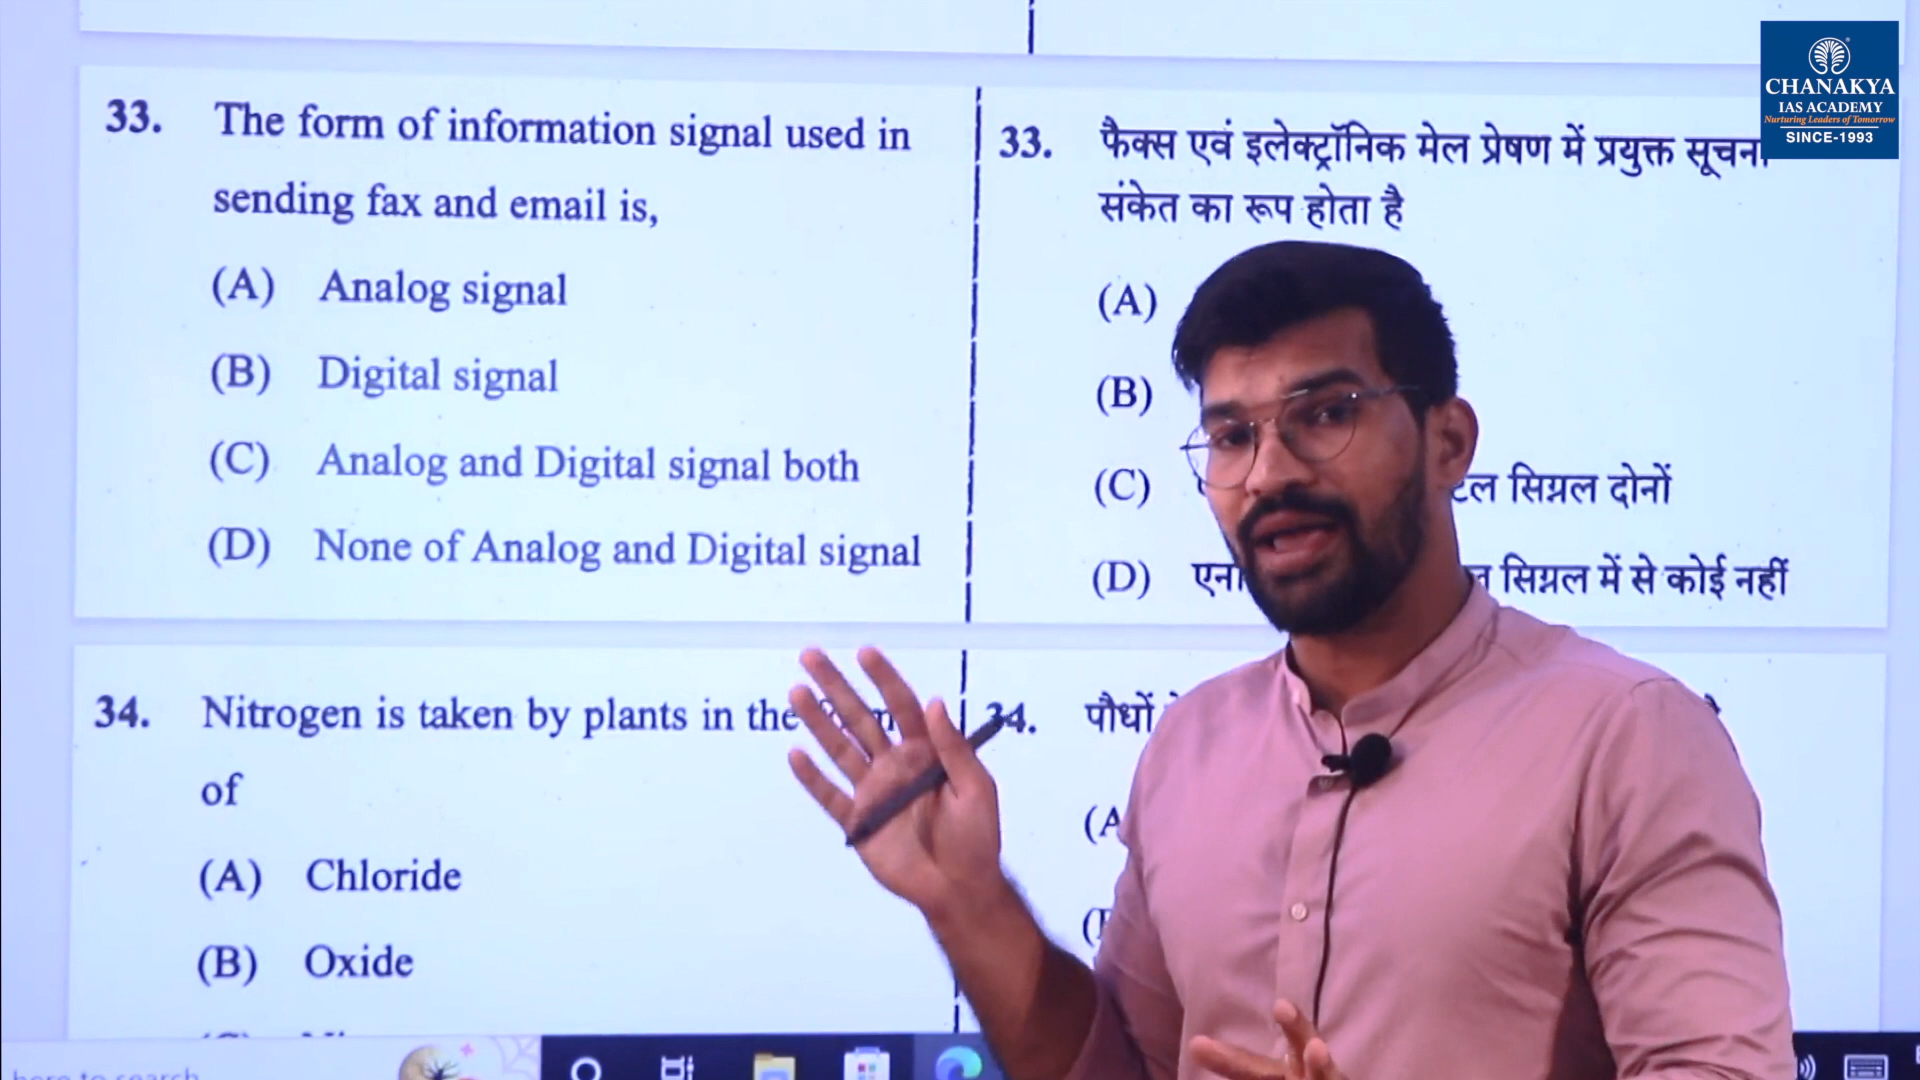 CHANAKYA
IAS ACADEMY
Nurturing Leaders of Tomorrow
SINCE-1993
33. The form of information signal used in
sending fax and email is,
(A) Analog signal
(B) Digital signal
(C) Analog and Digital signal both
(D) None of Analog and Digital signal
33. फैक्स एवं इलेक्ट्रॉनिक मेल प्रेषण में प्रयुक्त सूचना
संकेत का रूप होता है
(A)
(B)
(C) सिग्नल दोनों
(D) सिग्नल में से कोई नहीं
34. Nitrogen is taken by plants in the
of
(A) Chloride
(B) Oxide
34. पौधों
here to search